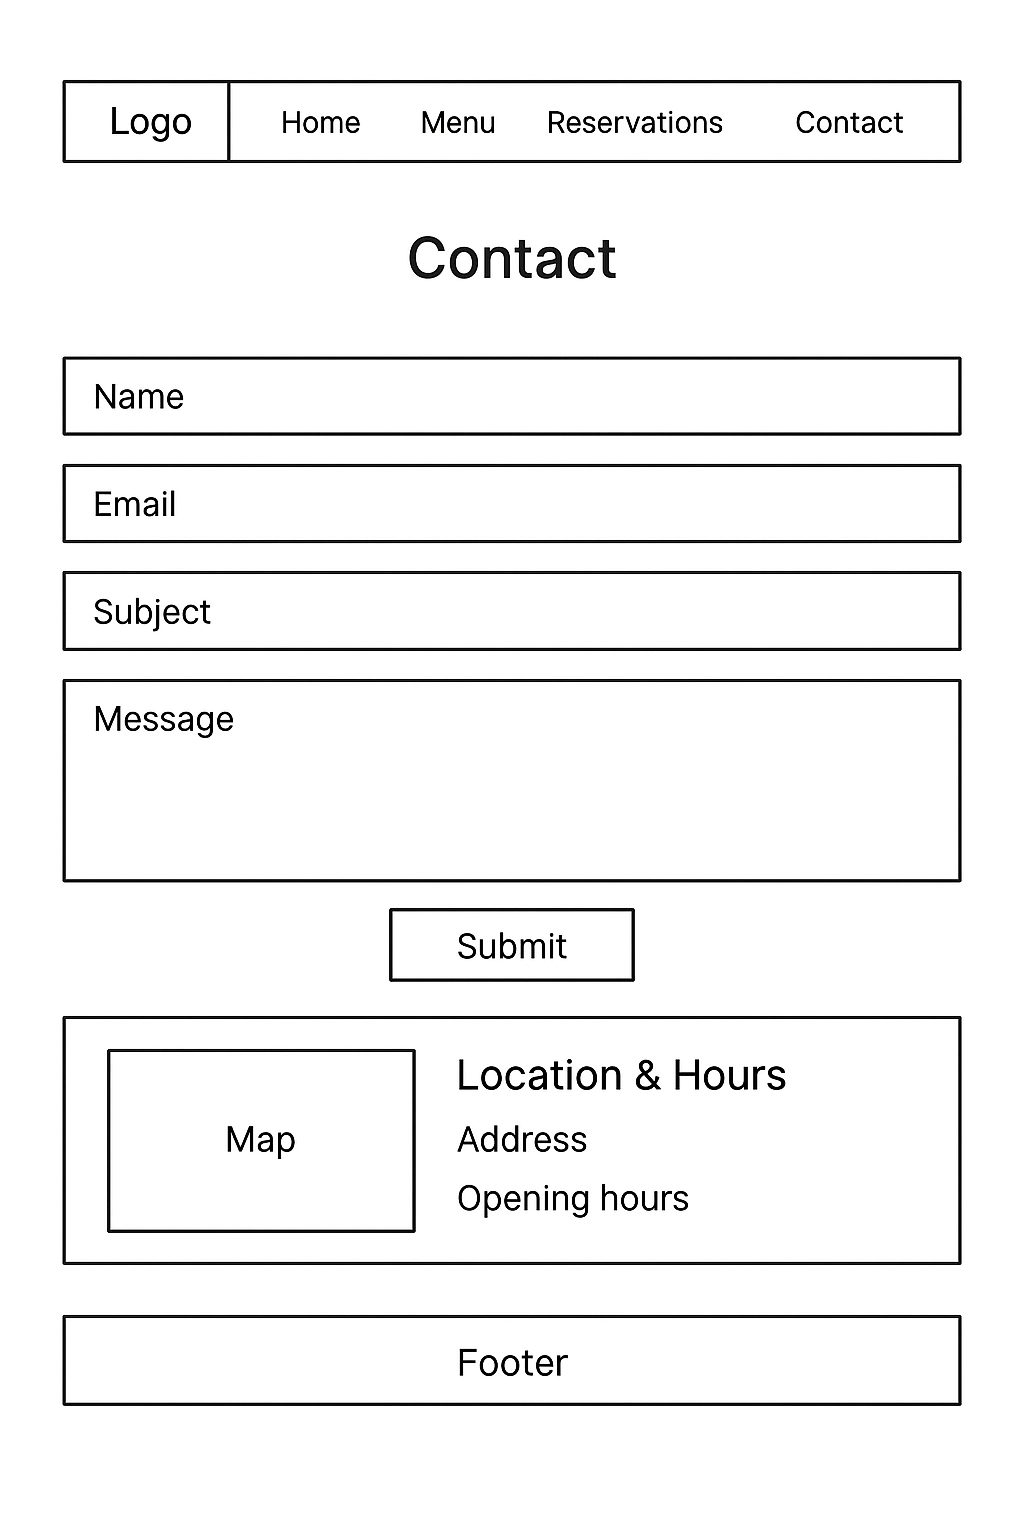 Logo Home Menu Reservations Contact
Contact
Name
Email
Subject
Message
Submit
Map
Location & Hours
Address
Opening hours
Footer